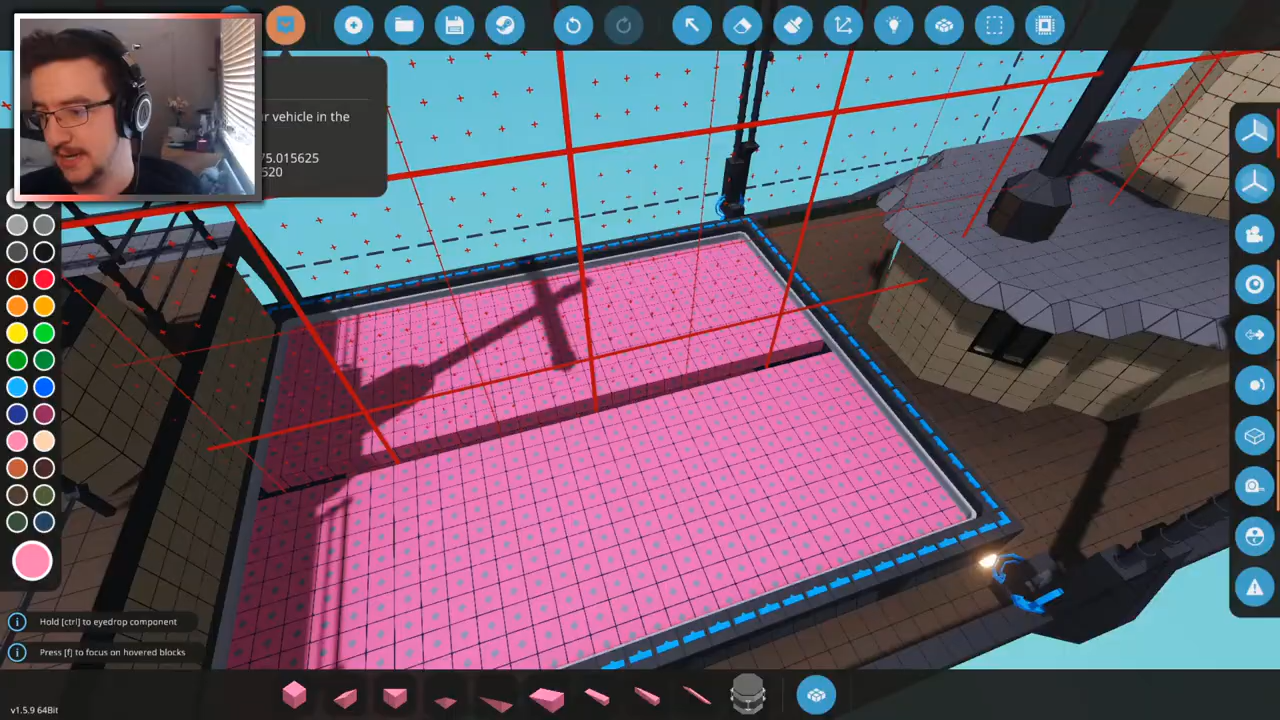 r vehicle in the
75.015625
520
Hold [ctrl] to eyedrop component
Press [f] to focus on hovered blocks
v1.5.9 64Bit